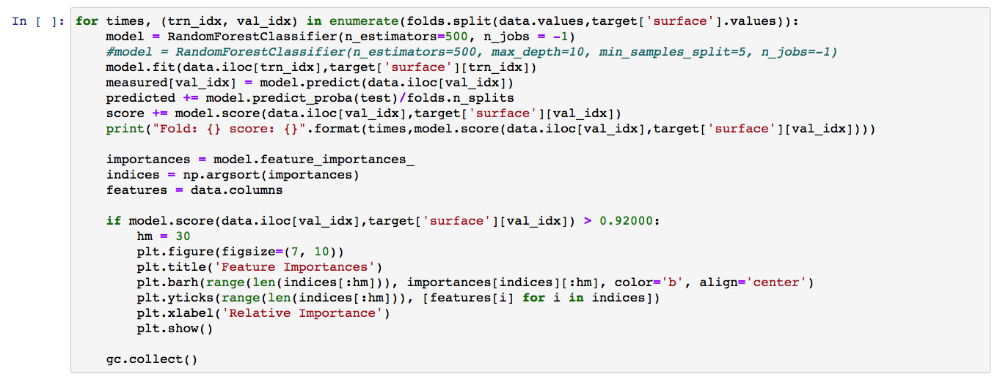 In [ ]: for times, (trn_idx, val_idx) in enumerate(folds.split(data.values,target['surface'].values)):
    model = RandomForestClassifier(n_estimators=500, n_jobs = -1)
    #model = RandomForestClassifier(n_estimators=500, max_depth=10, min_samples_split=5, n_jobs=-1)
    model.fit(data.iloc[trn_idx],target['surface'][trn_idx])
    measured[val_idx] = model.predict(data.iloc[val_idx])
    predicted += model.predict_proba(test)/folds.n_splits
    score += model.score(data.iloc[val_idx],target['surface'][val_idx])
    print("Fold: {} score: {}".format(times,model.score(data.iloc[val_idx],target['surface'][val_idx])))

    importances = model.feature_importances_
    indices = np.argsort(importances)
    features = data.columns

    if model.score(data.iloc[val_idx],target['surface'][val_idx]) > 0.92000:
        hm = 30
        plt.figure(figsize=(7, 10))
        plt.title('Feature Importances')
        plt.barh(range(len(indices[:hm])), importances[indices][:hm], color='b', align='center')
        plt.yticks(range(len(indices[:hm])), [features[i] for i in indices])
        plt.xlabel('Relative Importance')
        plt.show()

    gc.collect()